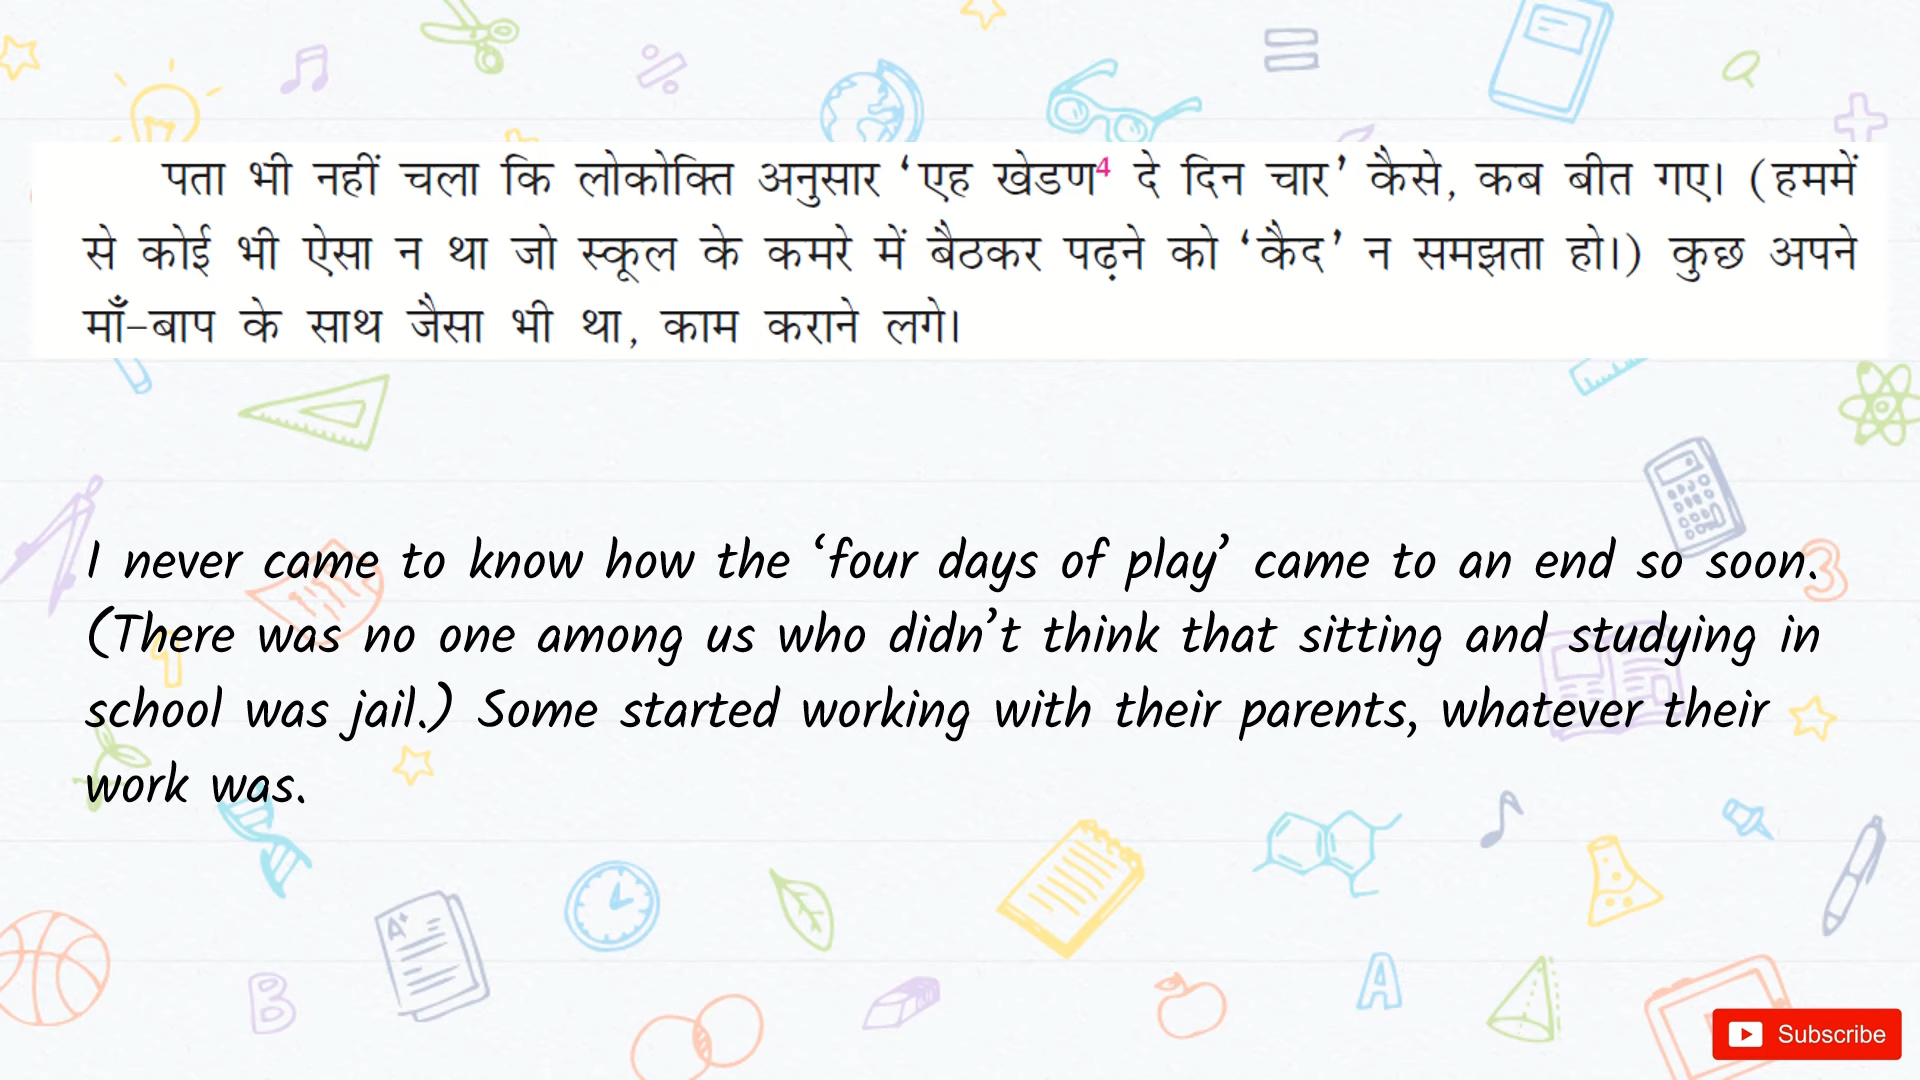 पता भी नहीं चला कि लोकोक्ति अनुसार ‘एह खेडण4 दे दिन चार’ कैसे, कब बीत गए। (हममें
से कोई भी ऐसा न था जो स्कूल के कमरे में बैठकर पढ़ने को ‘कैद’ न समझता हो।) कुछ अपने
माँ-बाप के साथ जैसा भी था, काम कराने लगे।
I never came to know how the ‘four days of play’ came to an end so soon.
(There was no one among us who didn’t think that sitting and studying in
school was jail.) Some started working with their parents, whatever their
work was.
3
1
A+
B
A
Subscribe